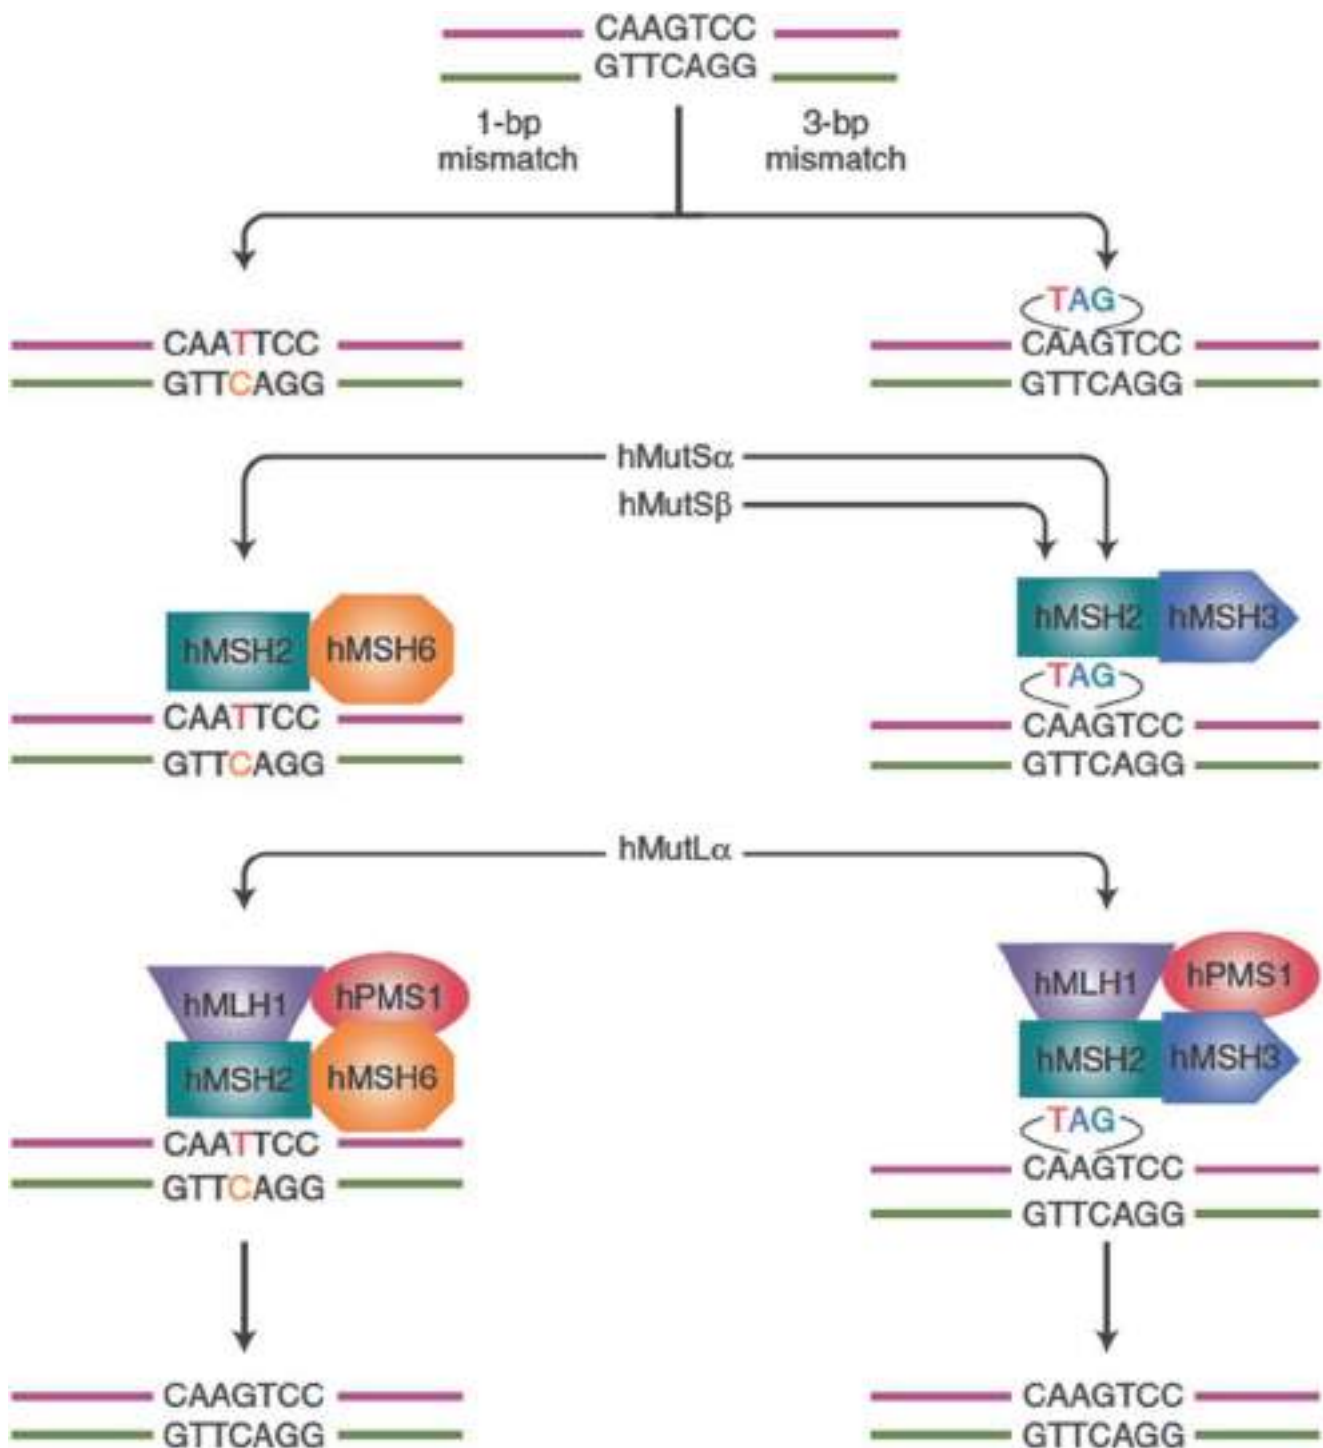 CAAGTCC
GTTCAGG
1-bp
mismatch
3-bp
mismatch
CAATTCC
GTTCAGG
TAG
CAAGTCC
GTTCAGG
hMutSα
hMutSβ
hMSH2
hMSH6
CAATTCC
GTTCAGG
hMSH2
hMSH3
TAG
CAAGTCC
GTTCAGG
hMutLα
hMLH1
hPMS1
hMSH2
hMSH6
CAATTCC
GTTCAGG
hMLH1
hPMS1
hMSH2
hMSH3
TAG
CAAGTCC
GTTCAGG
CAAGTCC
GTTCAGG
CAAGTCC
GTTCAGG